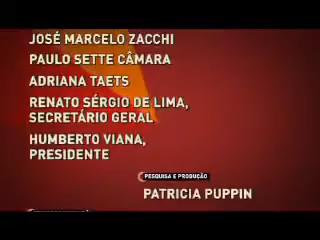 JOSÉ MARCELO ZACCHI
PAULO SETTE CÂMARA
ADRIANA TAETS
RENATO SÉRGIO DE LIMA,
SECRETÁRIO GERAL
HUMBERTO VIANA,
PRESIDENTE
PESQUISA E PRODUÇÃO
PATRICIA PUPPIN